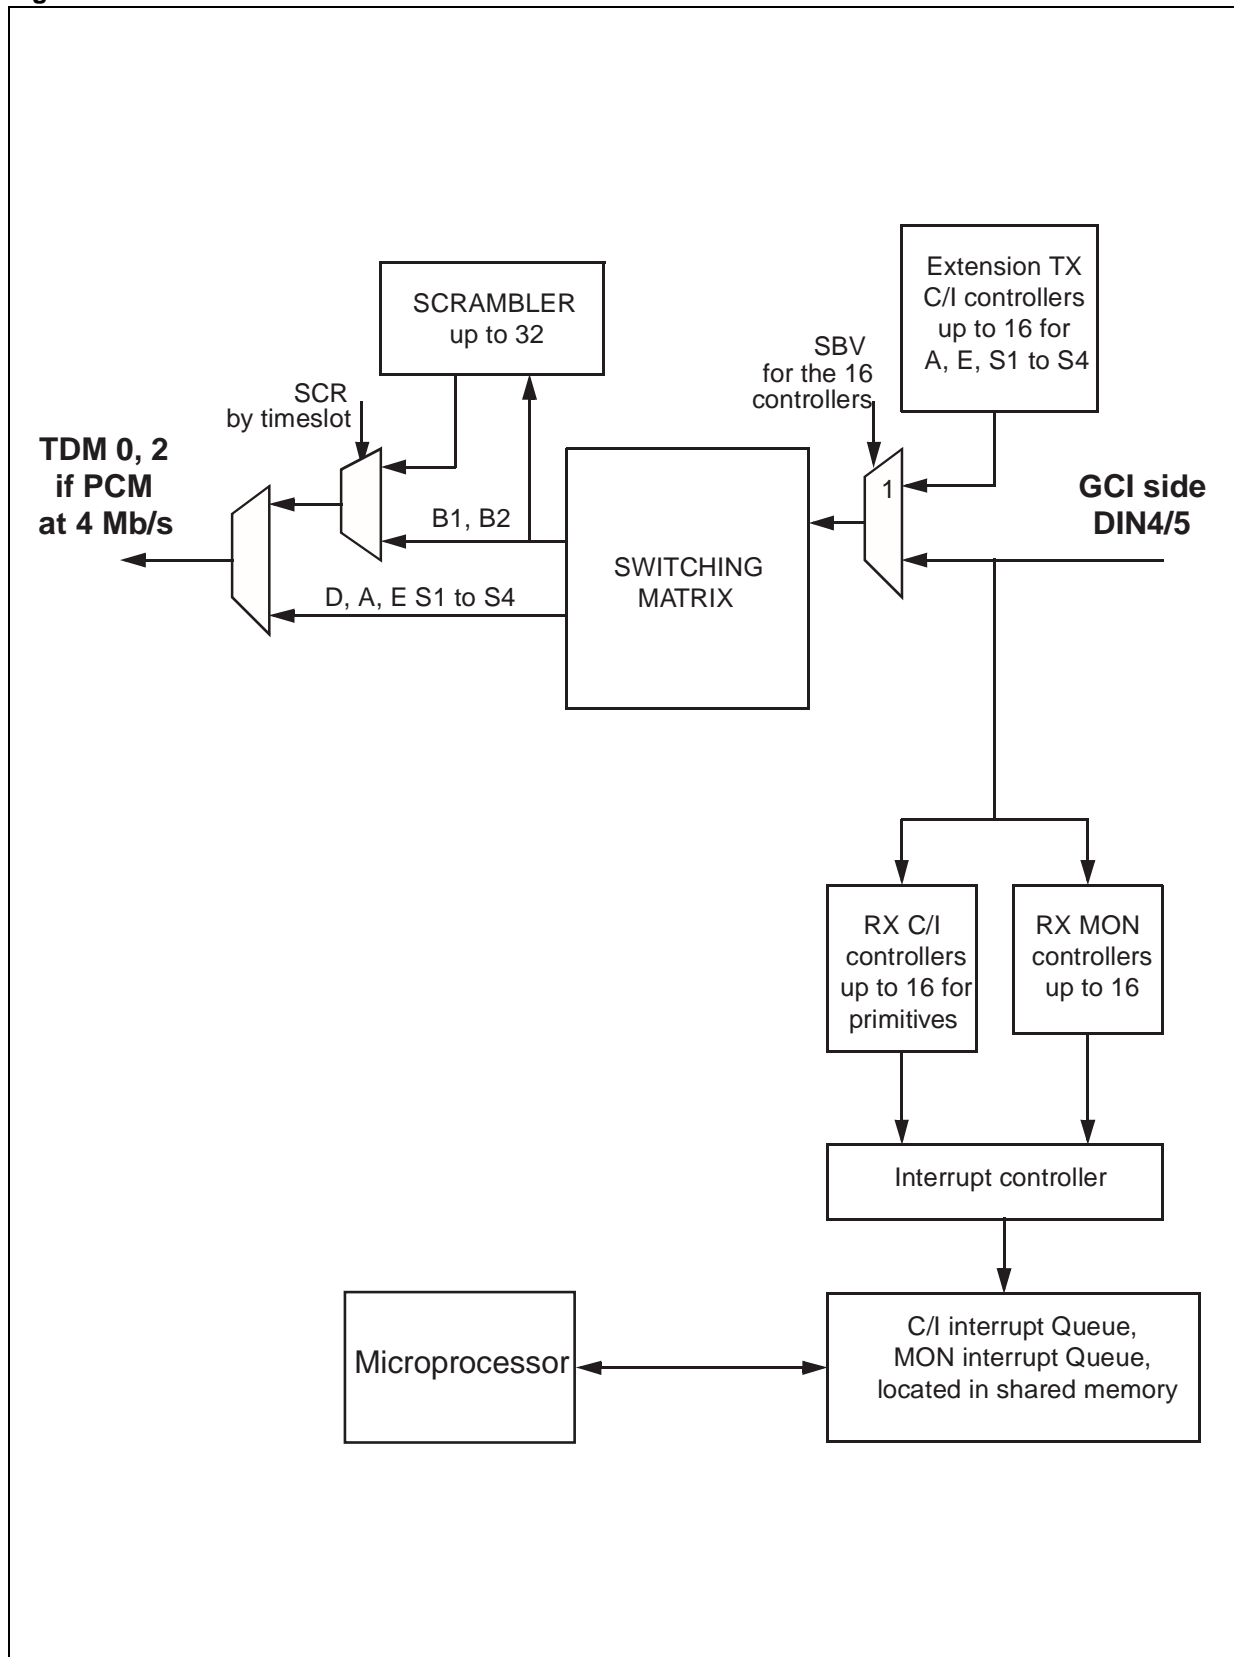 Extension TX
C/I controllers
up to 16 for
A, E, S1 to S4
SCRAMBLER
up to 32
SBV
for the 16
controllers
SCR
by timeslot
TDM 0, 2
if PCM
at 4 Mb/s
1
GCI side
DIN4/5
B1, B2
SWITCHING
MATRIX
D, A, E S1 to S4
RX C/I
controllers
up to 16 for
primitives
RX MON
controllers
up to 16
Interrupt controller
Microprocessor
C/I interrupt Queue,
MON interrupt Queue,
located in shared memory